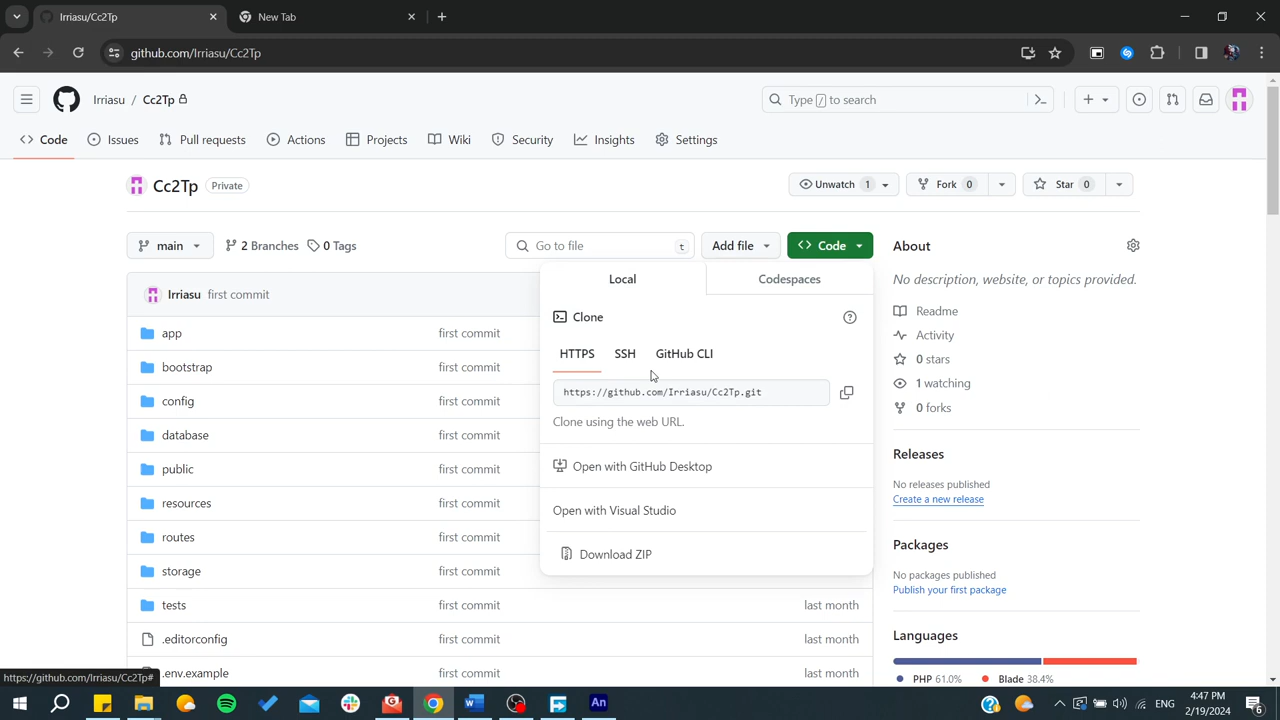 Irriasu/Cc2Tp
New Tab
github.com/Irriasu/Cc2Tp
Irriasu / Cc2Tp
Type / to search
Code
Issues
Pull requests
Actions
Projects
Wiki
Security
Insights
Settings
Cc2Tp Private
Unwatch 1
Fork 0
Star 0
main
2 Branches
0 Tags
Go to file t
Add file
Code
Irriasu first commit
app first commit
bootstrap first commit
config first commit
database first commit
public first commit
resources first commit
routes first commit
storage first commit
tests first commit last month
.editorconfig first commit last month
.env.example first commit last month
Local
Codespaces
Clone
HTTPS SSH GitHub CLI
https://github.com/Irriasu/Cc2Tp.git
Clone using the web URL.
Open with GitHub Desktop
Open with Visual Studio
Download ZIP
About
No description, website, or topics provided.
Readme
Activity
0 stars
1 watching
0 forks
Releases
No releases published
Create a new release
Packages
No packages published
Publish your first package
Languages
PHP 61.0% Blade 38.4%
https://github.com/Irriasu/Cc2Tp#
An
ENG
4:47 PM
2/19/2024
6